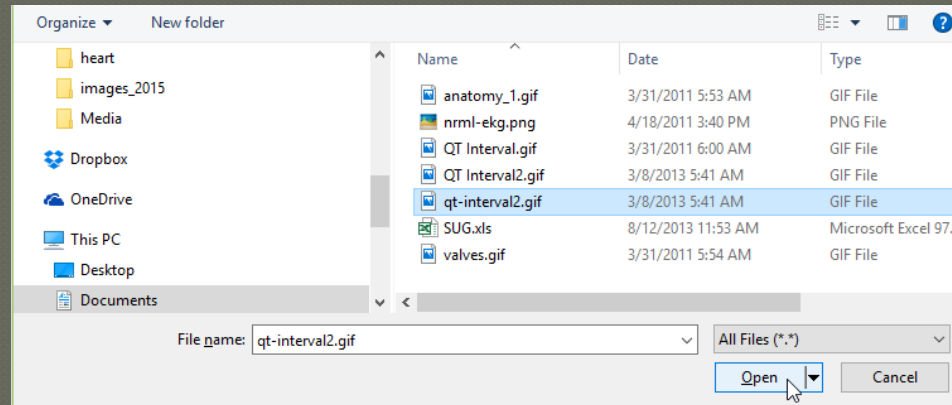 Organize New folder ?
heart
images_2015
Media
Dropbox
OneDrive
This PC
Desktop
Documents
Name Date Type
anatomy_1.gif 3/31/2011 5:53 AM GIF File
nrml-ekg.png 4/18/2011 3:40 PM PNG File
QT Interval.gif 3/31/2011 6:00 AM GIF File
QT Interval2.gif 3/8/2013 5:41 AM GIF File
qt-interval2.gif 3/8/2013 5:41 AM GIF File
SUG.xls 8/12/2013 11:53 AM Microsoft Excel 97.
valves.gif 3/31/2011 5:54 AM GIF File
File name: qt-interval2.gif All Files (*.*)
Open Cancel